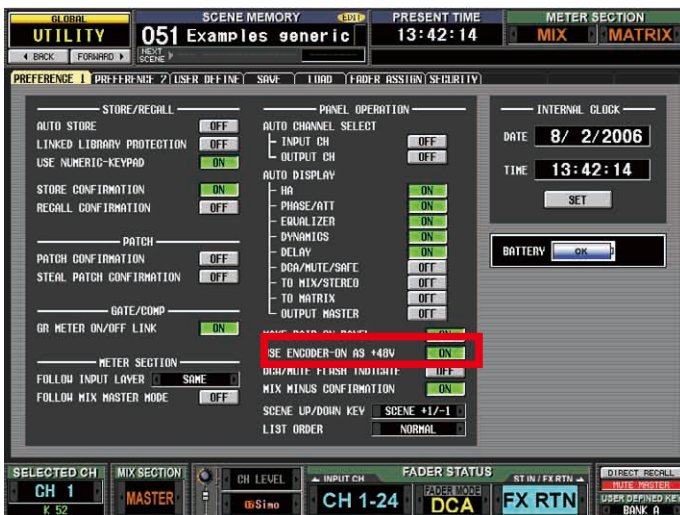 GLOBAL
UTILITY
BACK
FORWARD
SCENE MEMORY
EDIT
051 Examples generic
NEXT SCENE
PRESENT TIME
13:42:14
METER SECTION
MIX
MATRIX
PREFERENCE 1
PREFERENCE 2
USER DEFINE
SAVE
LOAD
FADER ASSIGN
SECURITY
STORE/RECALL
AUTO STORE OFF
LINKED LIBRARY PROTECTION OFF
USE NUMERIC-KEYPAD ON
STORE CONFIRMATION ON
RECALL CONFIRMATION OFF
PATCH
PATCH CONFIRMATION OFF
STEAL PATCH CONFIRMATION OFF
GATE/COMP
GR METER ON/OFF LINK ON
METER SECTION
FOLLOW INPUT LAYER SAME
FOLLOW MIX MASTER MODE OFF
PANEL OPERATION
AUTO CHANNEL SELECT
INPUT CH OFF
OUTPUT CH OFF
AUTO DISPLAY
HA ON
PHASE/ATT ON
EQUALIZER ON
DYNAMICS ON
DELAY ON
DCA/MUTE/SAFE OFF
TO MIX/STEREO OFF
TO MATRIX OFF
OUTPUT MASTER OFF
MAKE PAIR ON PANEL ON
USE ENCODER-ON AS +48V ON
DCA/MUTE FLASH INDICATE OFF
MIX MINUS CONFIRMATION ON
SCENE UP/DOWN KEY SCENE +1/-1
LIST ORDER NORMAL
INTERNAL CLOCK
DATE 8/ 2/2006
TIME 13:42:14
SET
BATTERY OK
SELECTED CH
CH 1
K 52
MIX SECTION
MASTER
CH LEVEL
FADER STATUS
INPUT CH
CH 1-24
FADER MODE
DCA
ST IN / FX RTN
FX RTN
DIRECT RECALL
MUTE MASTER
USER DEFINED KEY
BANK A